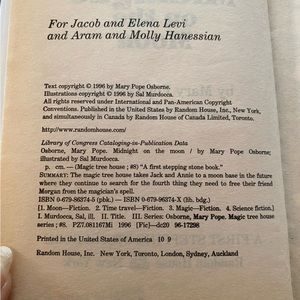 For Jacob and Elena Levi
and Aram and Molly Hanessian
Text copyright © 1996 by Mary Pope Osborne.
Illustrations copyright © 1996 by Sal Murdocca.
All rights reserved under International and Pan-American Copyright
Conventions. Published in the United States by Random House, Inc., New York,
and simultaneously in Canada by Random House of Canada Limited, Toronto.
http://www.randomhouse.com/
Library of Congress Cataloging-in-Publication Data
Osborne, Mary Pope. Midnight on the moon / by Mary Pope Osborne;
illustrated by Sal Murdocca.
p. cm. — (Magic tree house ; #8) "A first stepping stone book."
SUMMARY: The magic tree house takes Jack and Annie to a moon base in the future
where they continue to search for the fourth thing they need to free their friend
Morgan from the magician's spell.
ISBN 0-679-86374-5 (pbk.) — ISBN 0-679-96374-X (lib. bdg.)
[1. Moon—Fiction. 2. Time travel—Fiction. 3. Magic—Fiction. 4. Science fiction.]
I. Murdocca, Sal, ill. II. Title. III. Series: Osborne, Mary Pope. Magic tree house
series ; #8. PZ7.081167Mi 1996 [Fic]—dc20 96-17298
Printed in the United States of America 10 9
Random House, Inc. New York, Toronto, London, Sydney, Auckland